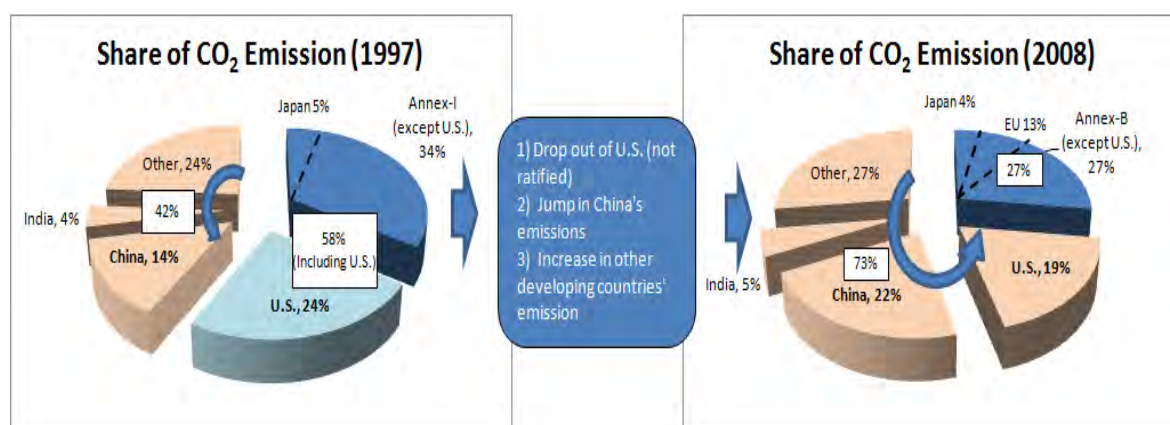 Share of CO₂ Emission (1997)
Japan 5%
Annex-I
(except U.S.),
34%
Other, 24%
India, 4%
42%
China, 14%
58%
(Including U.S.)
U.S., 24%
1) Drop out of U.S. (not
ratified)
2) Jump in China's
emissions
3) Increase in other
developing countries'
emission
Share of CO₂ Emission (2008)
Japan 4%
EU 13%
Annex-B
(except U.S.),
27%
27%
Other, 27%
India, 5%
73%
China, 22%
U.S., 19%